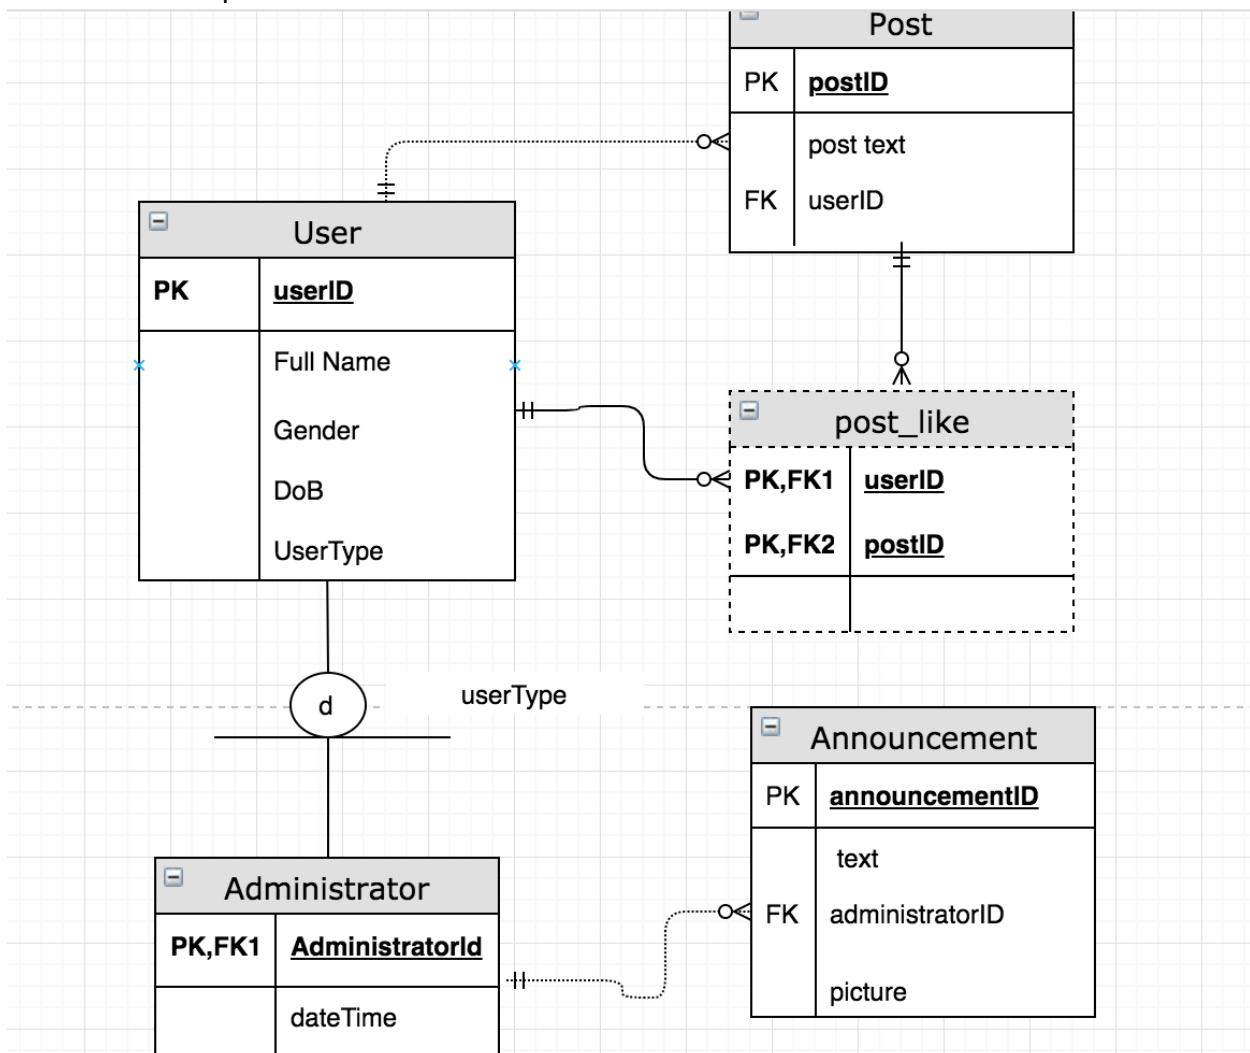 Post
PK postID
post text
FK userID
User
PK userID
Full Name
Gender
DoB
UserType
post_like
PK,FK1 userID
PK,FK2 postID
d
userType
Announcement
PK announcementID
text
FK administratorID
picture
Administrator
PK,FK1 AdministratorId
dateTime